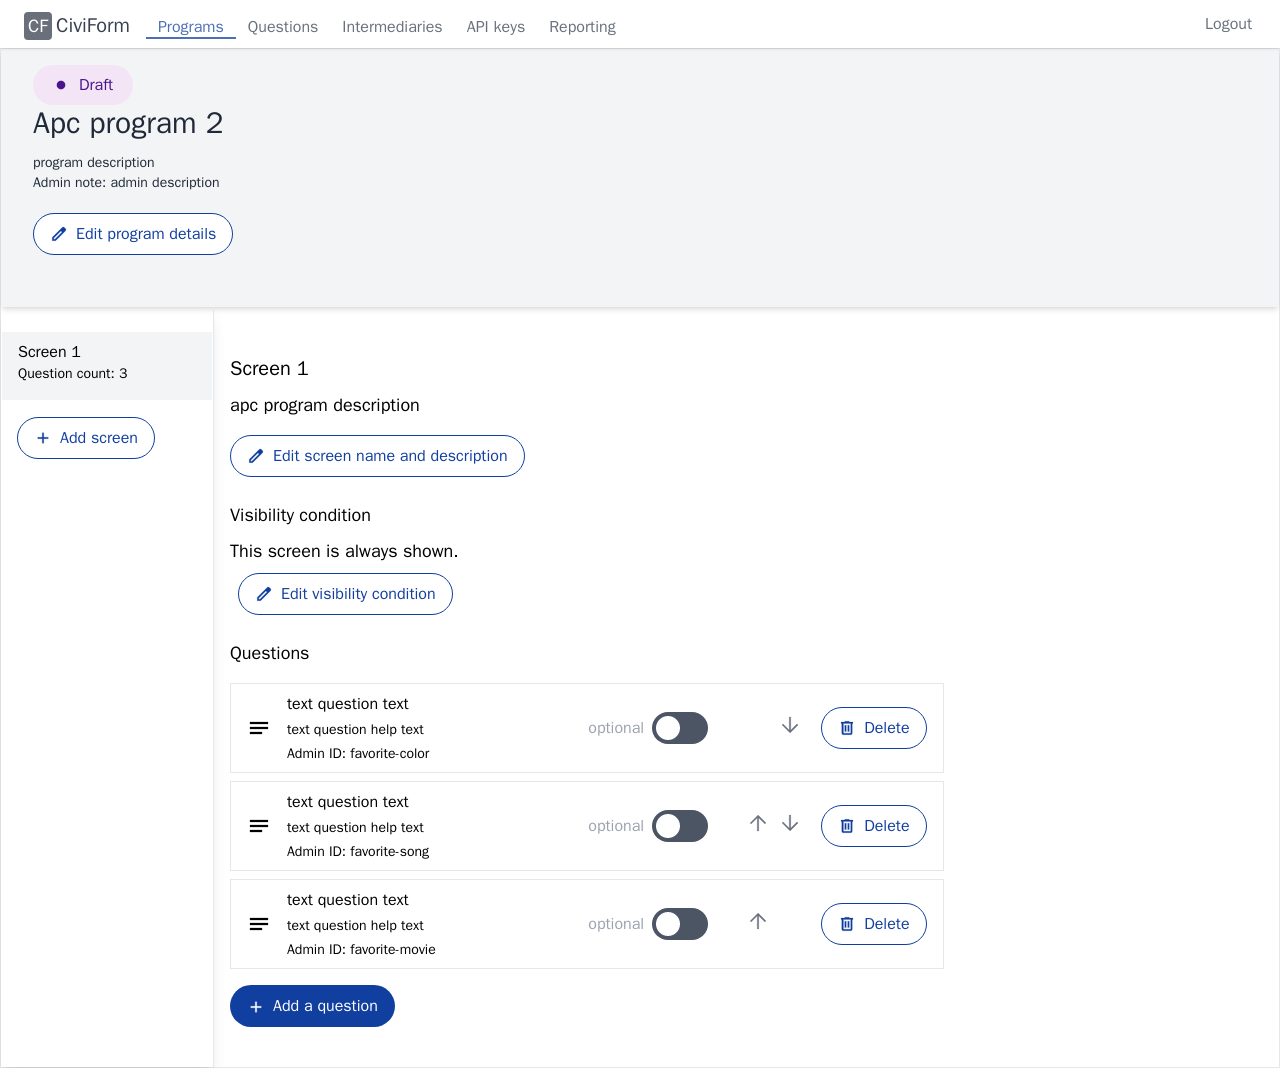 CF CiviForm Programs Questions Intermediaries API keys Reporting Logout
Draft
Apc program 2
program description
Admin note: admin description
Edit program details
Screen 1
Question count: 3
Add screen
Screen 1
apc program description
Edit screen name and description
Visibility condition
This screen is always shown.
Edit visibility condition
Questions
text question text
text question help text
Admin ID: favorite-color
optional
Delete
text question text
text question help text
Admin ID: favorite-song
optional
Delete
text question text
text question help text
Admin ID: favorite-movie
optional
Delete
Add a question